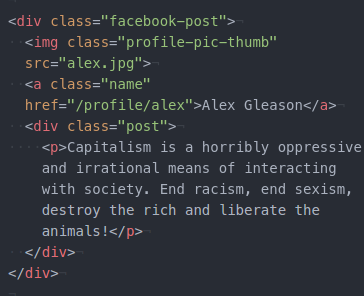 <div class="facebook-post">
<img class="profile-pic-thumb"
src="alex.jpg">
<a class="name"
href="/profile/alex">Alex Gleason</a>
<div class="post">
<p>Capitalism is a horribly oppressive
and irrational means of interacting
with society. End racism, end sexism,
destroy the rich and liberate the
animals!</p>
</div>
</div>